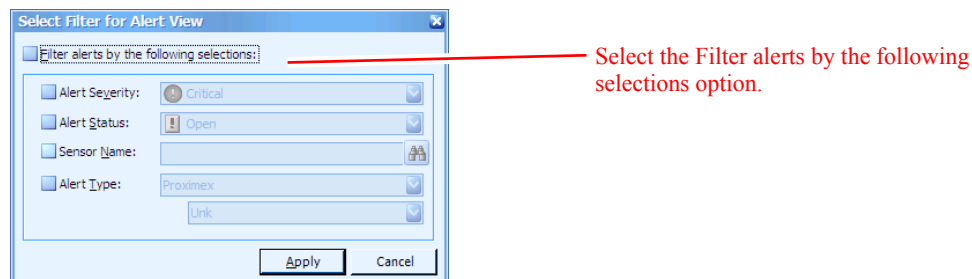 Select Filter for Alert View
Filter alerts by the following selections:
Select the Filter alerts by the following
selections option.
Alert Severity:
Critical
Alert Status:
Open
Sensor Name:
Alert Type:
Proximex
Unk
Apply
Cancel